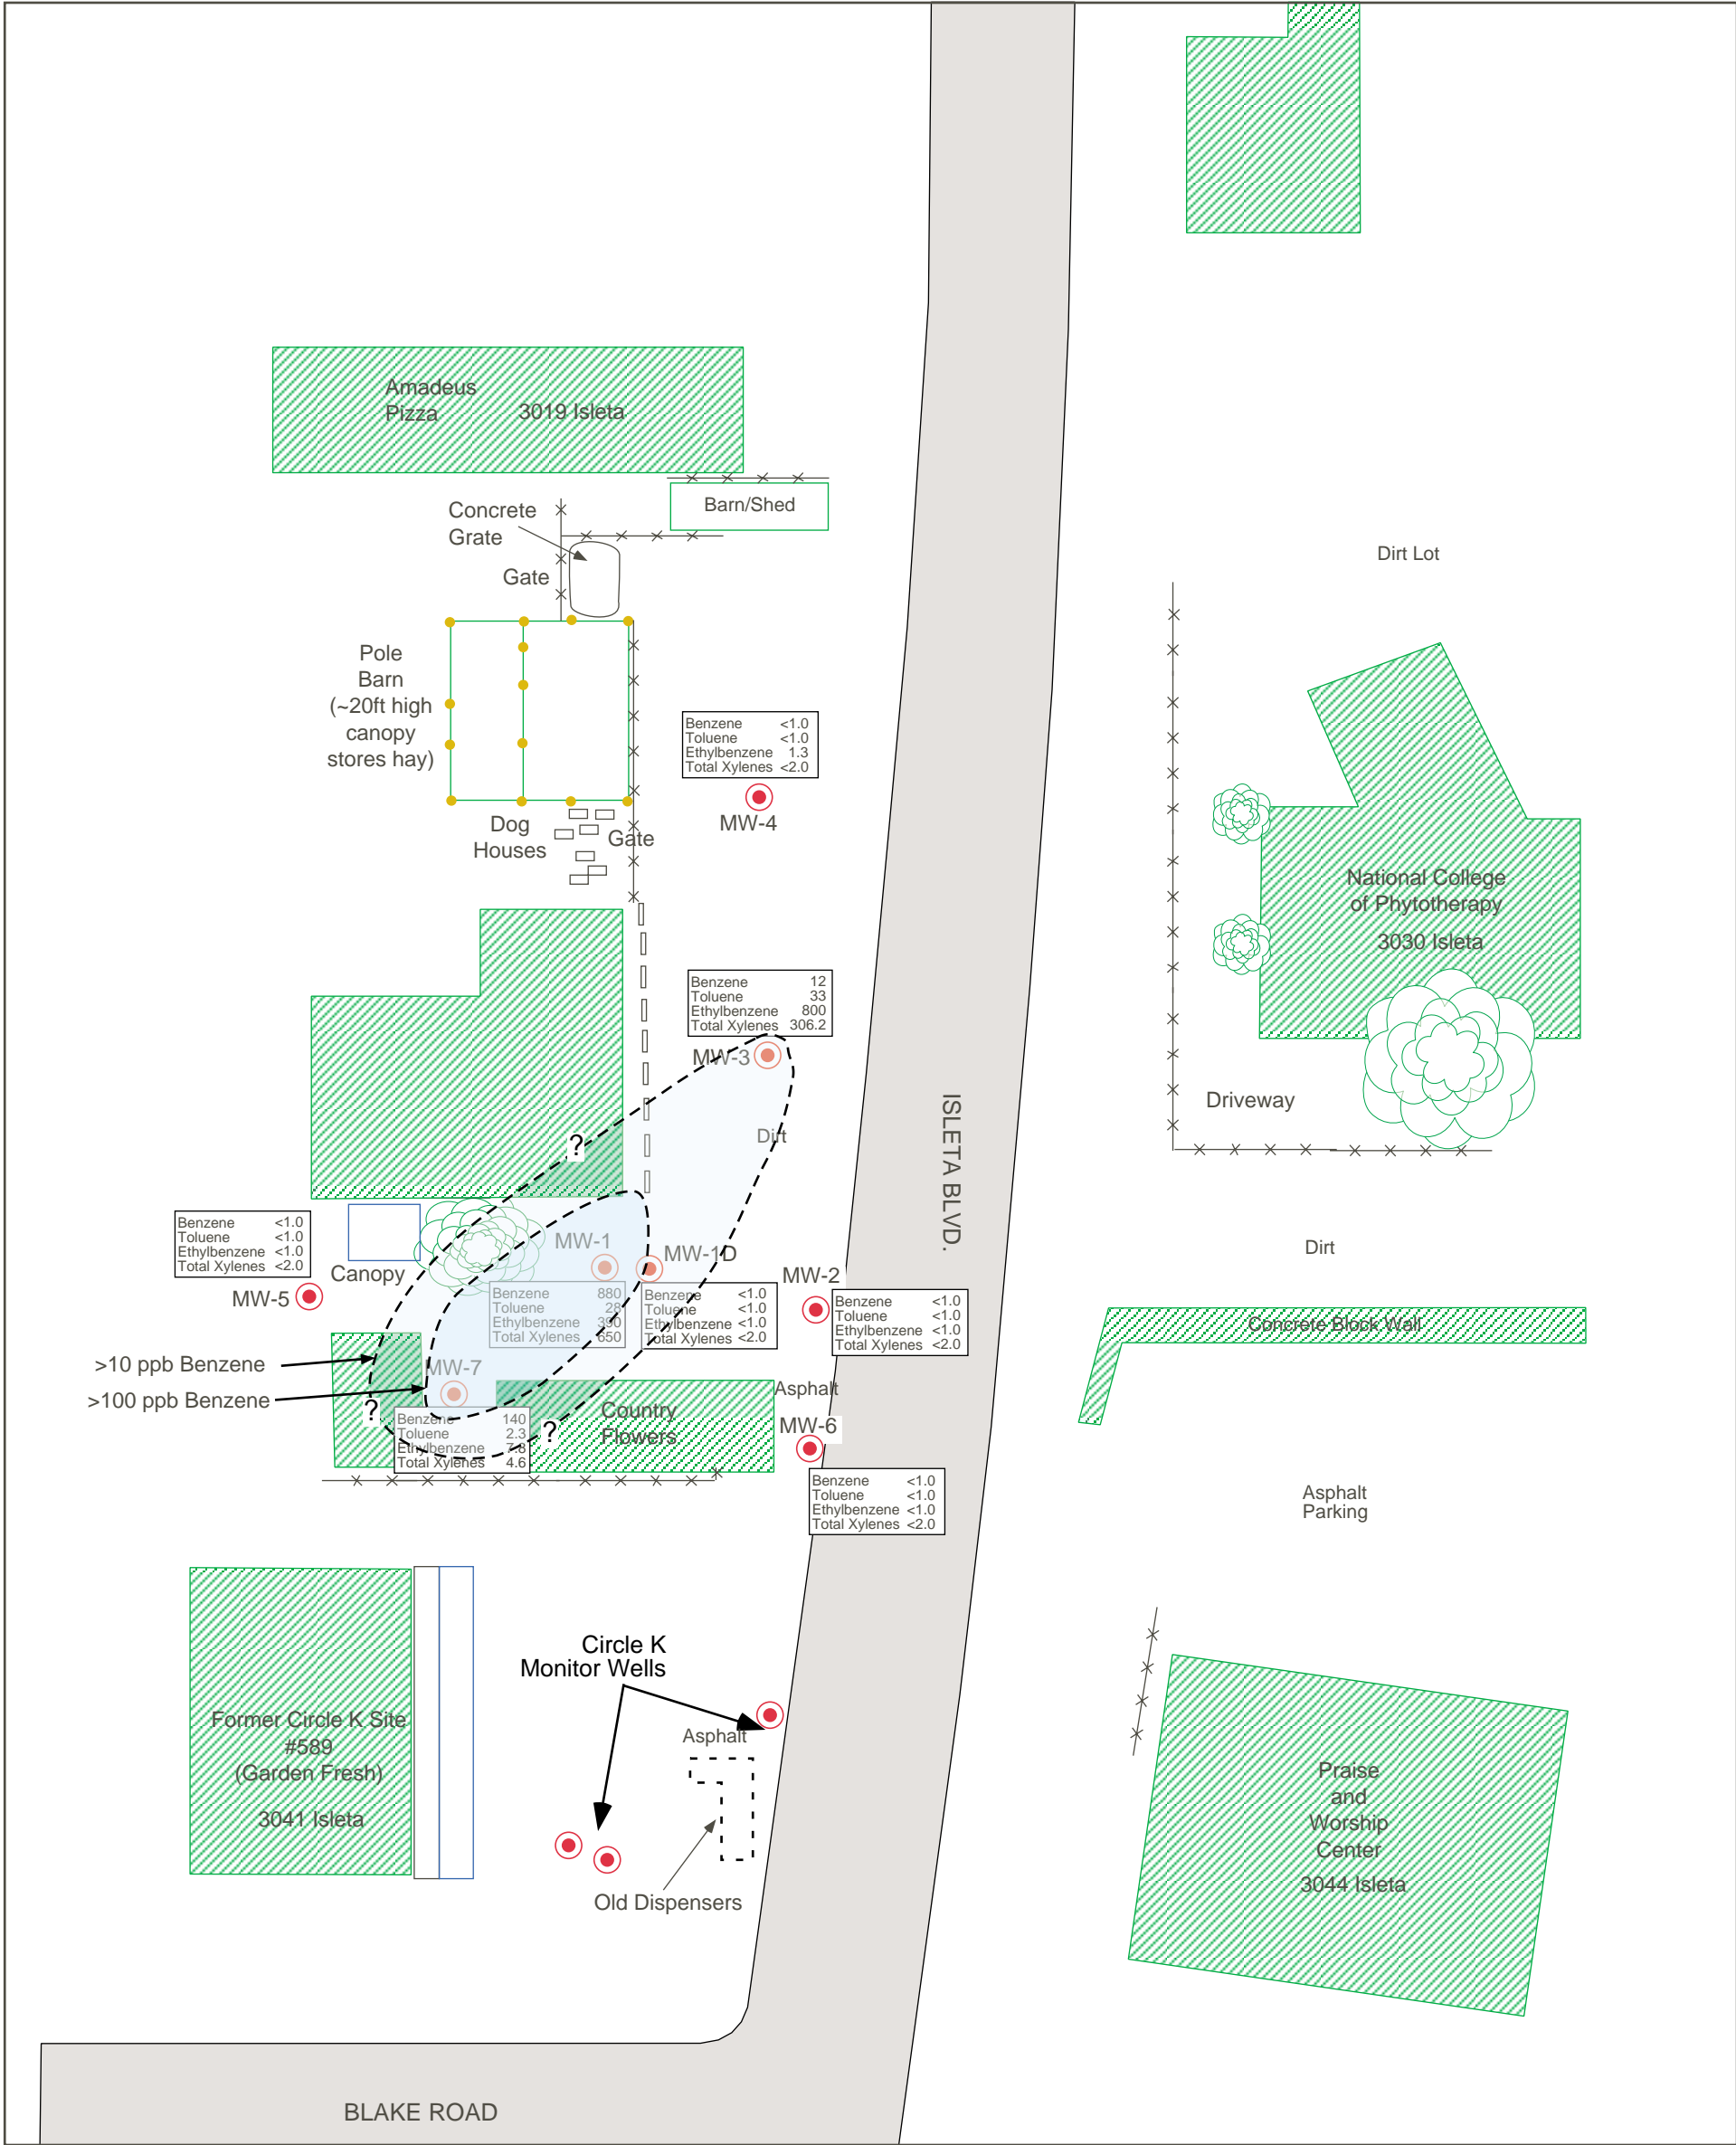 Amadeus
Pizza
3019 Isleta
Barn/Shed
Concrete
Grate
Gate
Dirt Lot
Pole
Barn
(~20ft high
canopy
stores hay)
Benzene <1.0
Toluene <1.0
Ethylbenzene 1.3
Total Xylenes <2.0
MW-4
Dog
Houses
Gate
National College
of Phytotherapy
3030 Isleta
Benzene 12
Toluene 33
Ethylbenzene 800
Total Xylenes 306.2
MW-3
Driveway
?
Dirt
ISLETA BLVD.
Benzene <1.0
Toluene <1.0
Ethylbenzene <1.0
Total Xylenes <2.0
MW-5
Canopy
MW-1
MW-1D
Dirt
MW-2
Benzene 880
Toluene 28
Ethylbenzene 390
Total Xylenes 650
Benzene <1.0
Toluene <1.0
Ethylbenzene <1.0
Total Xylenes <2.0
Benzene <1.0
Toluene <1.0
Ethylbenzene <1.0
Total Xylenes <2.0
Concrete Block Wall
>10 ppb Benzene
>100 ppb Benzene
MW-7
?
Benzene 140
Toluene 2.3
Ethylbenzene 7.8
Total Xylenes 4.6
?
Country
Flowers
Asphalt
MW-6
Benzene <1.0
Toluene <1.0
Ethylbenzene <1.0
Total Xylenes <2.0
Asphalt
Parking
Circle K
Monitor Wells
Former Circle K Site
#589
(Garden Fresh)
3041 Isleta
Asphalt
Old Dispensers
Praise
and
Worship
Center
3044 Isleta
BLAKE ROAD